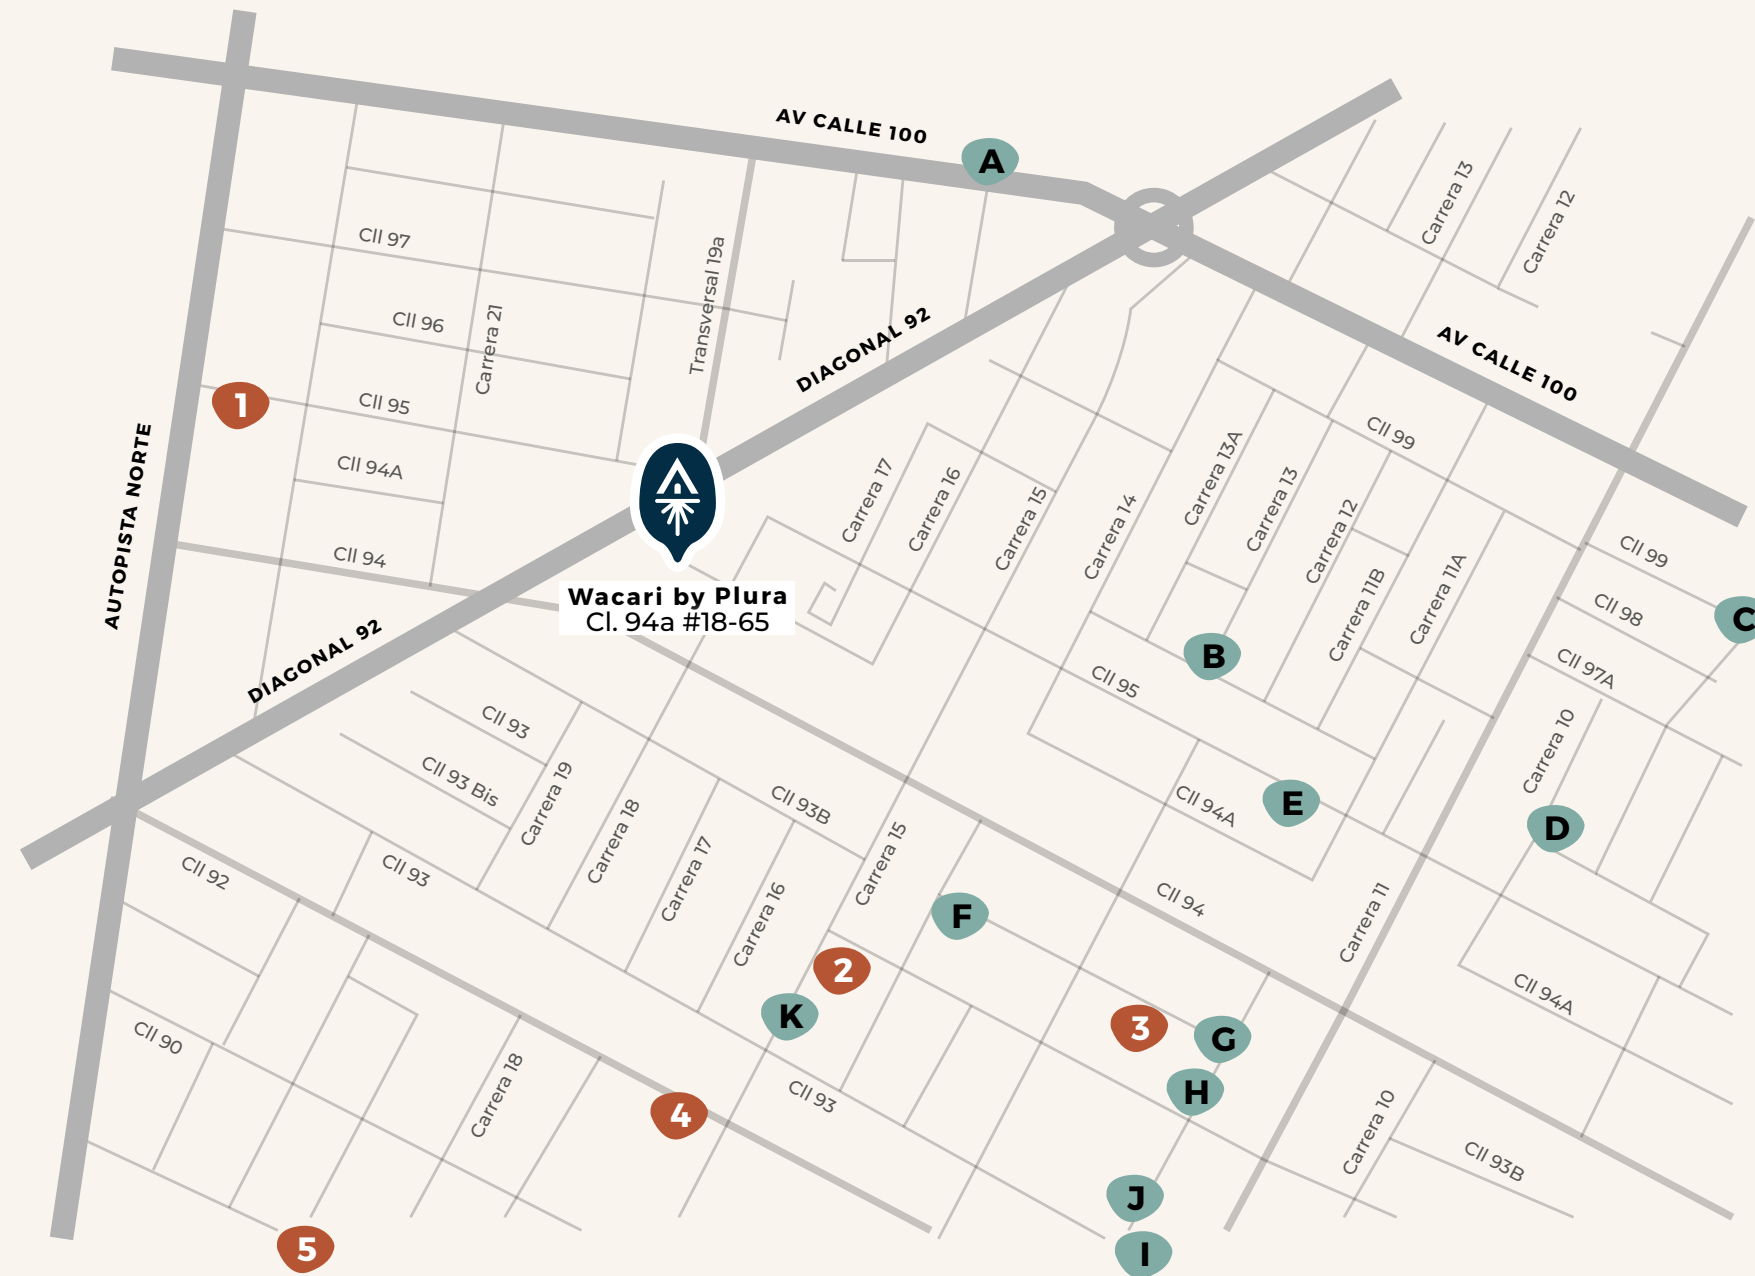 AV CALLE 100
A
Carrera 13
Carrera 12
Cll 97
Transversal 19a
Cll 96
Carrera 21
DIAGONAL 92
AV CALLE 100
1
Cll 95
Cll 99
Cll 94A
AUTOPISTA NORTE
Carrera 17
Carrera 16
Carrera 15
Carrera 14
Carrera 13A
Carrera 13
Carrera 12
Carrera 11B
Carrera 11A
Cll 99
Cll 94
Wacari by Plura
Cl. 94a #18-65
Cll 98
C
B
DIAGONAL 92
Cll 95
Cll 97A
Cll 93
Carrera 10
Cll 93 Bis
Carrera 19
Carrera 18
Cll 93B
Cll 94A
E
D
Cll 92
Cll 93
Carrera 17
Carrera 16
Carrera 15
F
Cll 94
Carrera 11
2
K
3
G
Cll 94A
Cll 90
H
Carrera 18
4
Cll 93
Carrera 10
Cll 93B
J
5
I